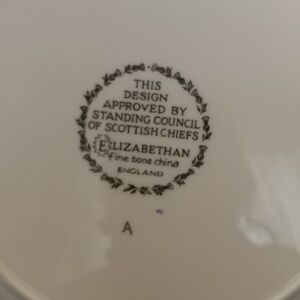 THIS
DESIGN
APPROVED BY
STANDING COUNCIL
OF SCOTTISH CHIEFS
ELIZABETHAN
fine bone china
ENGLAND
A